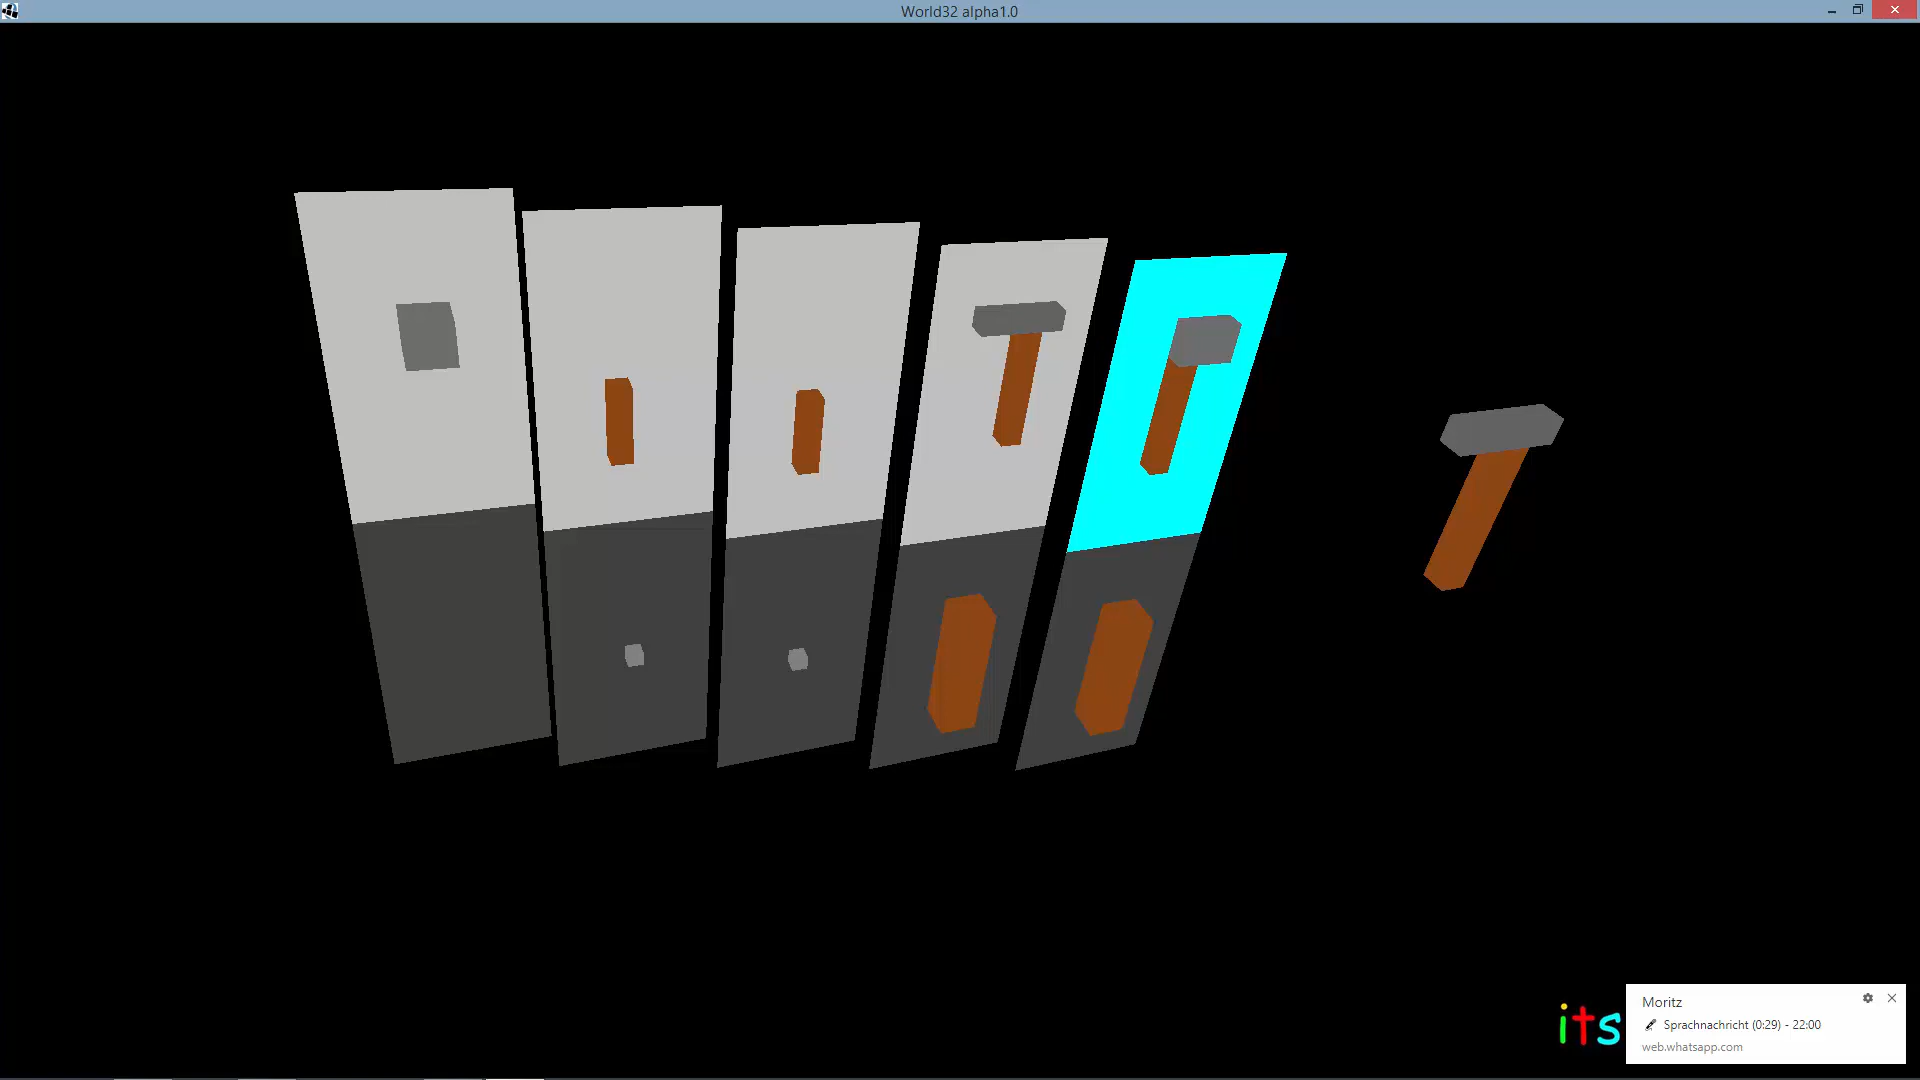 World32 alpha1.0
its
Moritz
Sprachnachricht (0:29) - 22:00
web.whatsapp.com